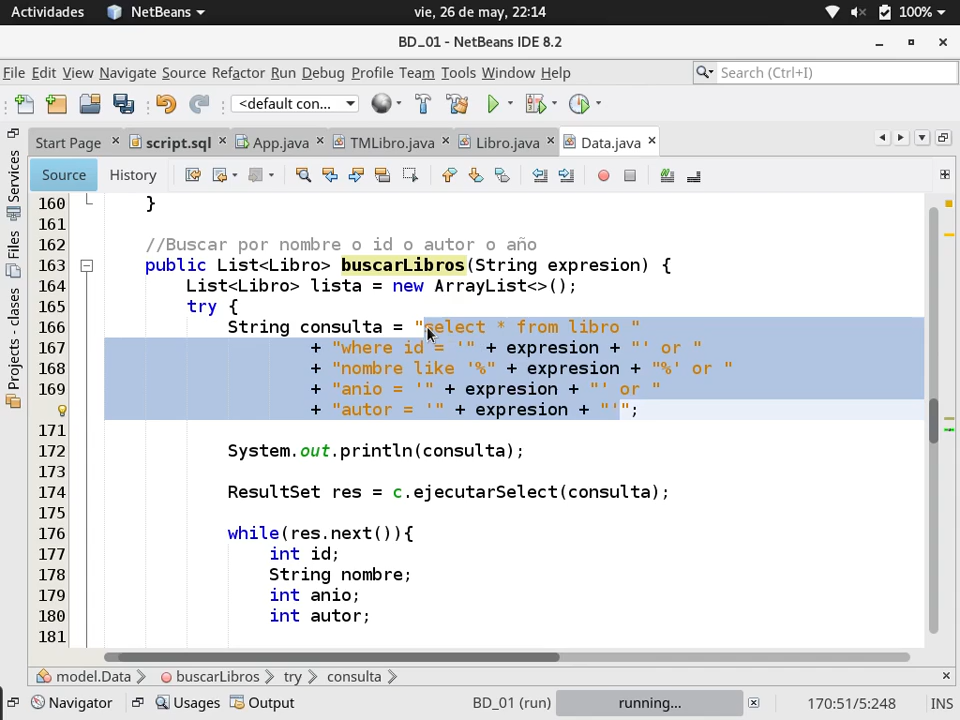 Actividades NetBeans vie, 26 de may, 22:14 100%
BD_01 - NetBeans IDE 8.2
File Edit View Navigate Source Refactor Run Debug Profile Team Tools Window Help Search (Ctrl+I)
<default con...
Start Page script.sql App.java TMLibro.java Libro.java Data.java
Source History
Services
Files
Projects - clases
160 }
161
162 //Buscar por nombre o id o autor o año
163 public List<Libro> buscarLibros(String expresion) {
164 List<Libro> lista = new ArrayList<>();
165 try {
166 String consulta = "select * from libro "
167 + "where id = '" + expresion + "' or "
168 + "nombre like '%" + expresion + "%' or "
169 + "anio = '" + expresion + "' or "
+ "autor = '" + expresion + "'";
171
172 System.out.println(consulta);
173
174 ResultSet res = c.ejecutarSelect(consulta);
175
176 while(res.next()){
177 int id;
178 String nombre;
179 int anio;
180 int autor;
181
model.Data buscarLibros try consulta
Navigator Usages Output BD_01 (run) running... 170:51/5:248 INS